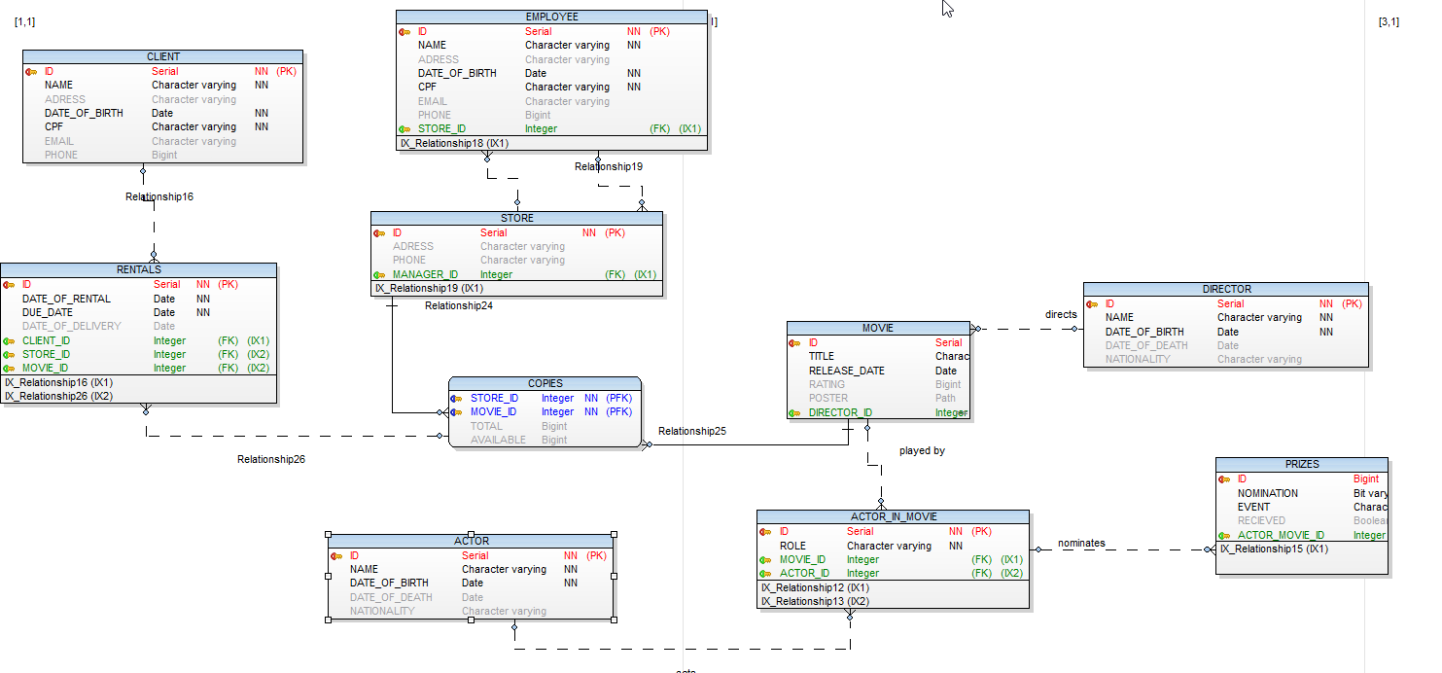 [1,1]
]
[3,1]
EMPLOYEE
ID Serial NN (PK)
NAME Character varying NN
ADRESS Character varying
DATE_OF_BIRTH Date NN
CPF Character varying NN
EMAIL Character varying
PHONE Bigint
STORE_ID Integer (FK) (IX1)
IX_Relationship18 (IX1)
CLIENT
ID Serial NN (PK)
NAME Character varying NN
ADRESS Character varying
DATE_OF_BIRTH Date NN
CPF Character varying NN
EMAIL Character varying
PHONE Bigint
Relationship19
Relationship16
STORE
ID Serial NN (PK)
ADRESS Character varying
PHONE Character varying
MANAGER_ID Integer (FK) (IX1)
IX_Relationship19 (IX1)
Relationship24
RENTALS
ID Serial NN (PK)
DATE_OF_RENTAL Date NN
DUE_DATE Date NN
DATE_OF_DELIVERY Date
CLIENT_ID Integer (FK) (IX1)
STORE_ID Integer (FK) (IX2)
MOVIE_ID Integer (FK) (IX2)
IX_Relationship16 (IX1)
IX_Relationship26 (IX2)
DIRECTOR
ID Serial NN (PK)
NAME Character varying NN
DATE_OF_BIRTH Date NN
DATE_OF_DEATH Date
NATIONALITY Character varying
directs
MOVIE
ID Serial
TITLE Charac
RELEASE_DATE Date
RATING Bigint
POSTER Path
DIRECTOR_ID Integer
COPIES
STORE_ID Integer NN (PFK)
MOVIE_ID Integer NN (PFK)
TOTAL Bigint
AVAILABLE Bigint
Relationship25
Relationship26
played by
PRIZES
ID Bigint
NOMINATION Bit vary
EVENT Charac
RECIEVED Boolea
ACTOR_MOVIE_ID Integer
IX_Relationship15 (IX1)
ACTOR_IN_MOVIE
ID Serial NN (PK)
ROLE Character varying NN
MOVIE_ID Integer (FK) (IX1)
ACTOR_ID Integer (FK) (IX2)
IX_Relationship12 (IX1)
IX_Relationship13 (IX2)
nominates
ACTOR
ID Serial NN (PK)
NAME Character varying NN
DATE_OF_BIRTH Date NN
DATE_OF_DEATH Date
NATIONALITY Character varying